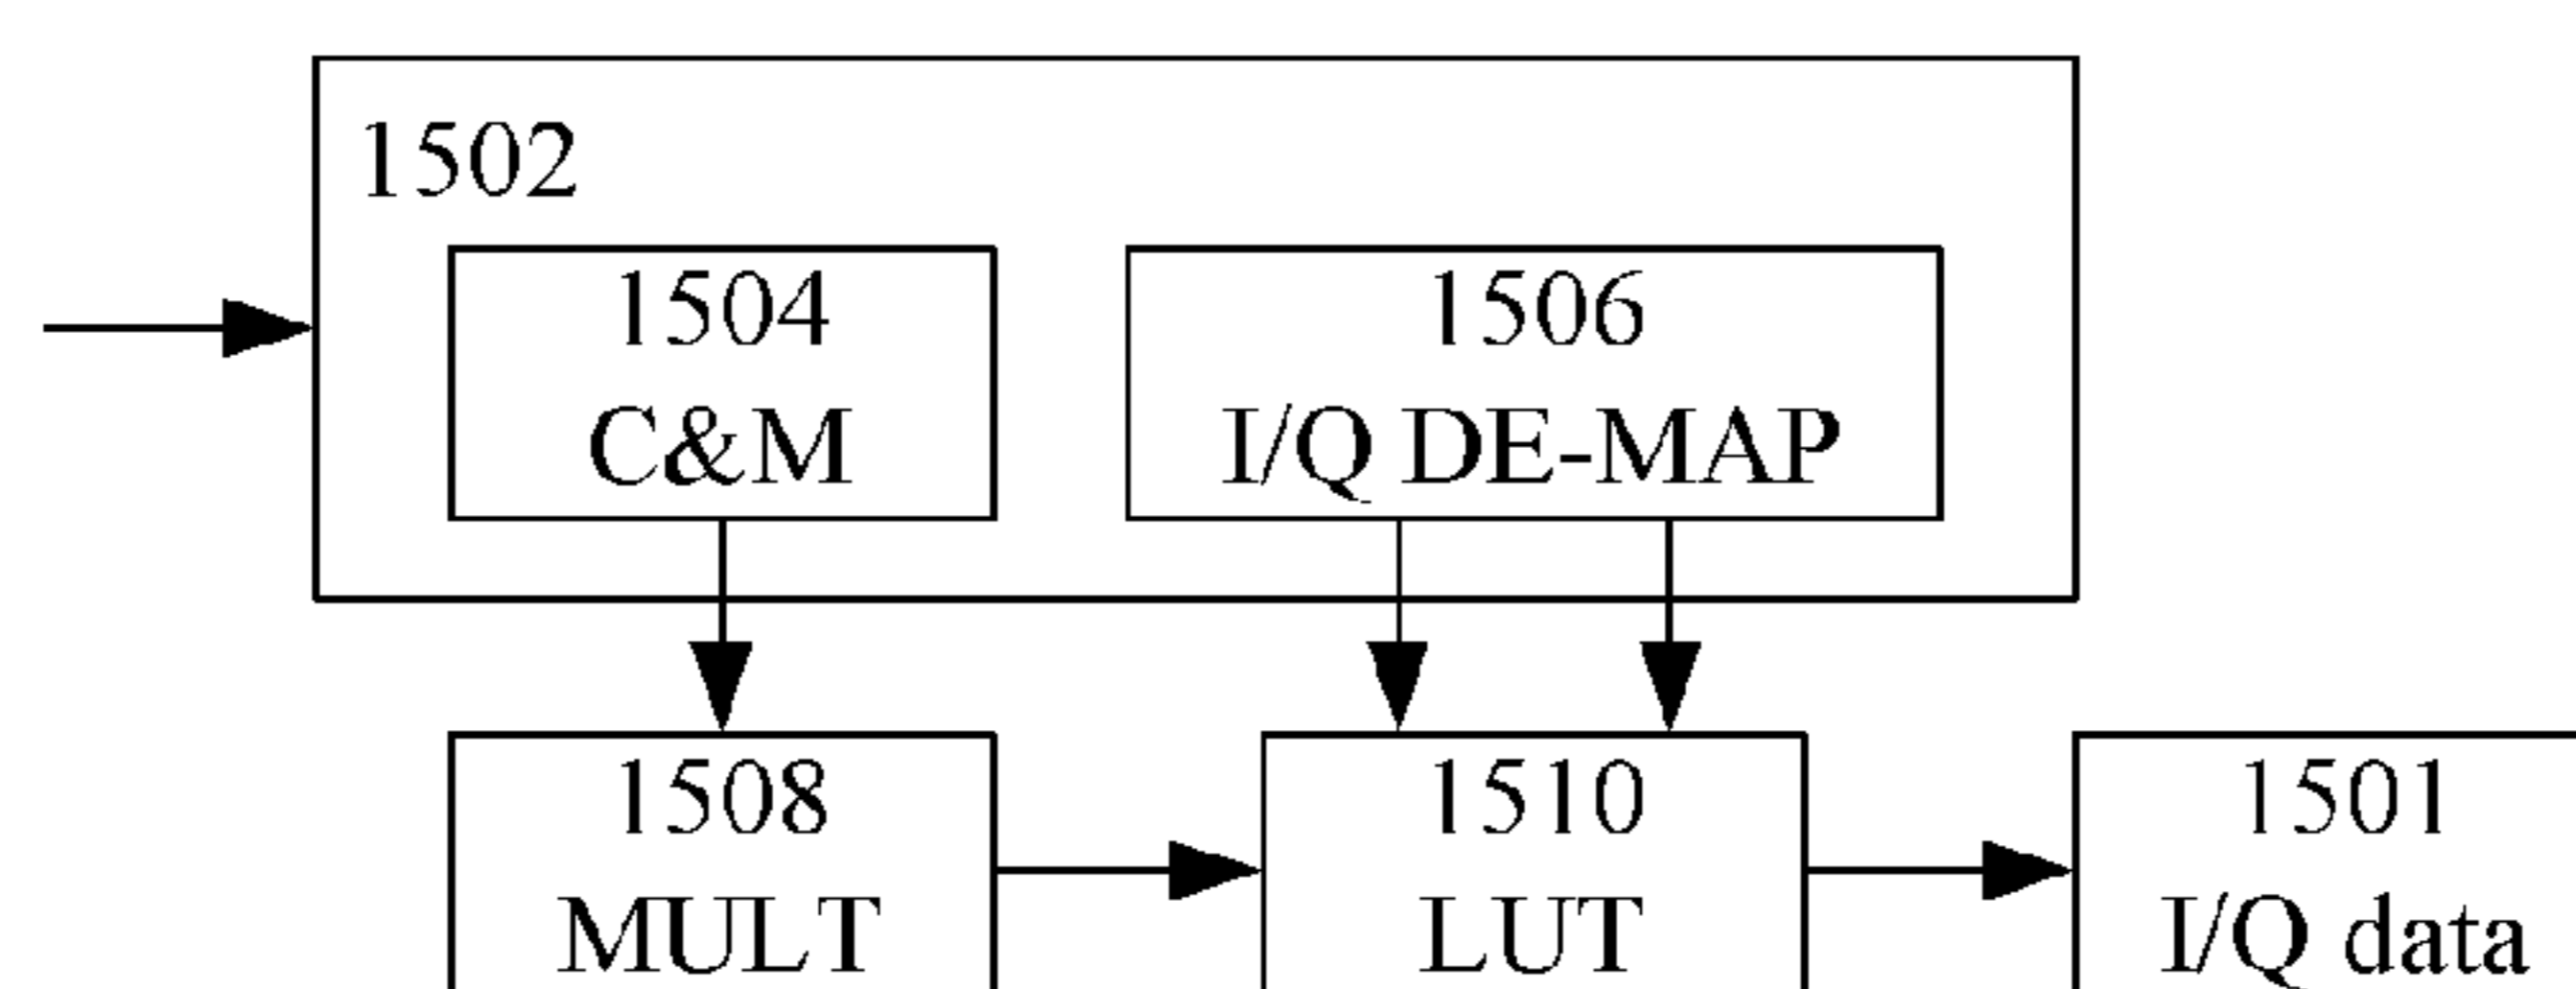 1502
1504
C&M
1506
I/Q DE-MAP
1508
MULT
1510
LUT
1501
I/Q data